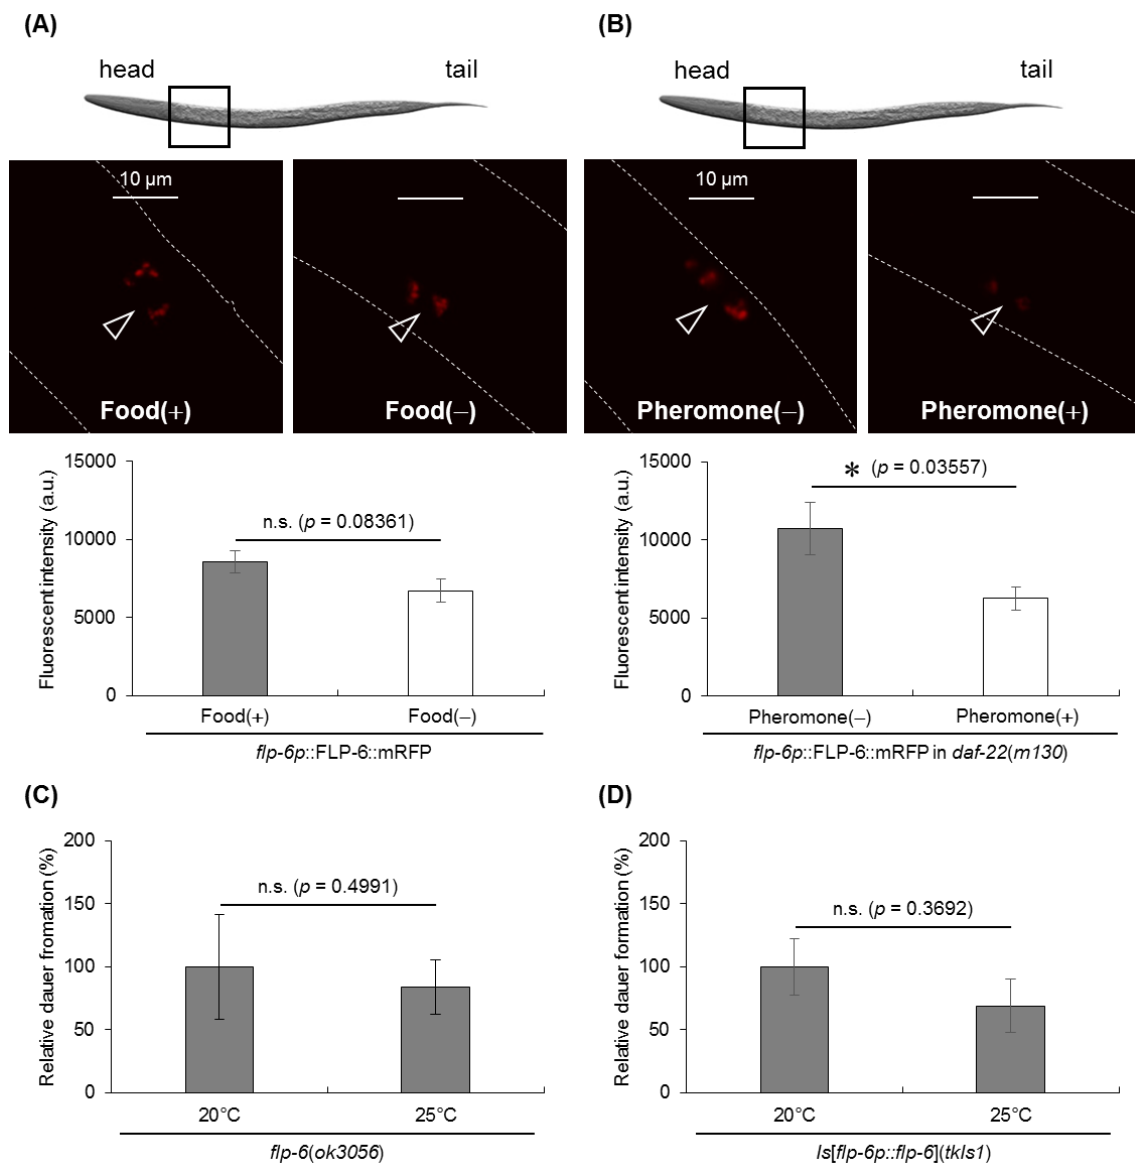 (A)
head
tail
10 µm
Food(+)
Food(–)
15000
10000
5000
0
Fluorescent intensity (a.u.)
n.s. (p = 0.08361)
Food(+)
Food(–)
flp-6p::FLP-6::mRFP
(B)
head
tail
10 µm
Pheromone(–)
Pheromone(+)
15000
10000
5000
0
Fluorescent intensity (a.u.)
* (p = 0.03557)
Pheromone(–)
Pheromone(+)
flp-6p::FLP-6::mRFP in daf-22(m130)
(C)
200
150
100
50
0
Relative dauer fromation (%)
n.s. (p = 0.4991)
20°C
25°C
flp-6(ok3056)
(D)
200
150
100
50
0
Relative dauer formation (%)
n.s. (p = 0.3692)
20°C
25°C
Is[flp-6p::flp-6](tkIs1)